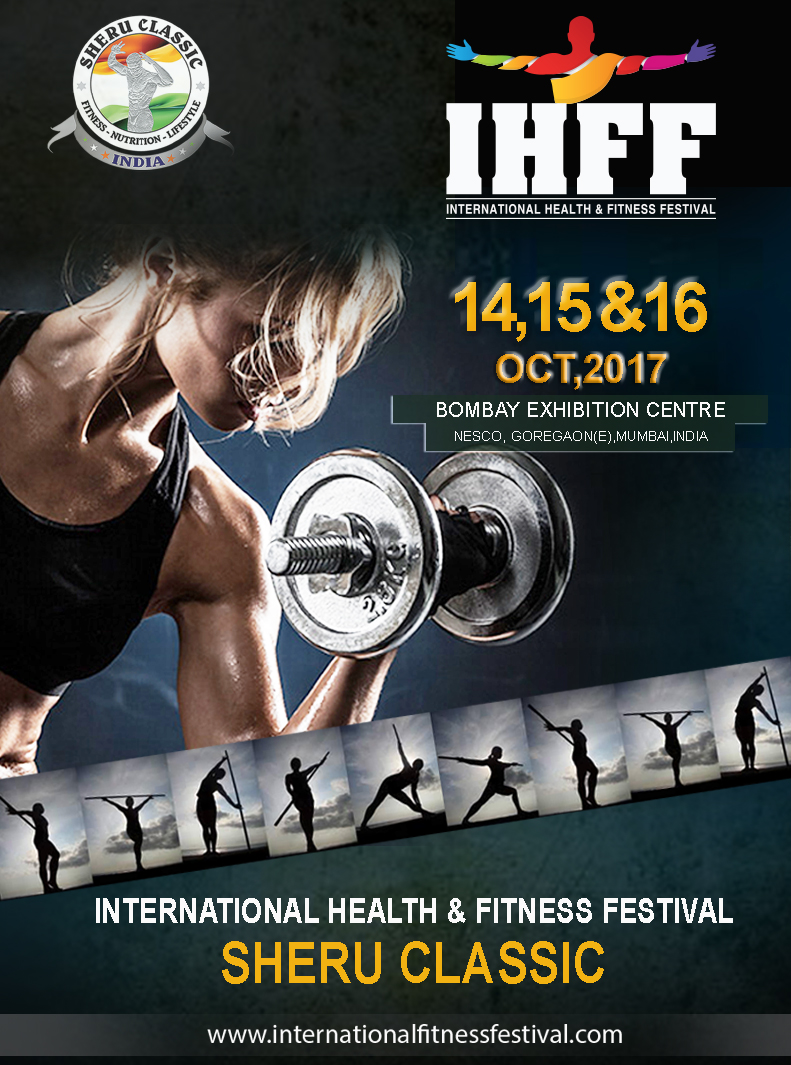 SHERU CLASSIC
FITNESS - NUTRITION - LIFESTYLE
INDIA
IHFF
INTERNATIONAL HEALTH & FITNESS FESTIVAL
14,15 &16
OCT,2017
BOMBAY EXHIBITION CENTRE
NESCO, GOREGAON(E),MUMBAI,INDIA
INTERNATIONAL HEALTH & FITNESS FESTIVAL
SHERU CLASSIC
www.internationalfitnessfestival.com